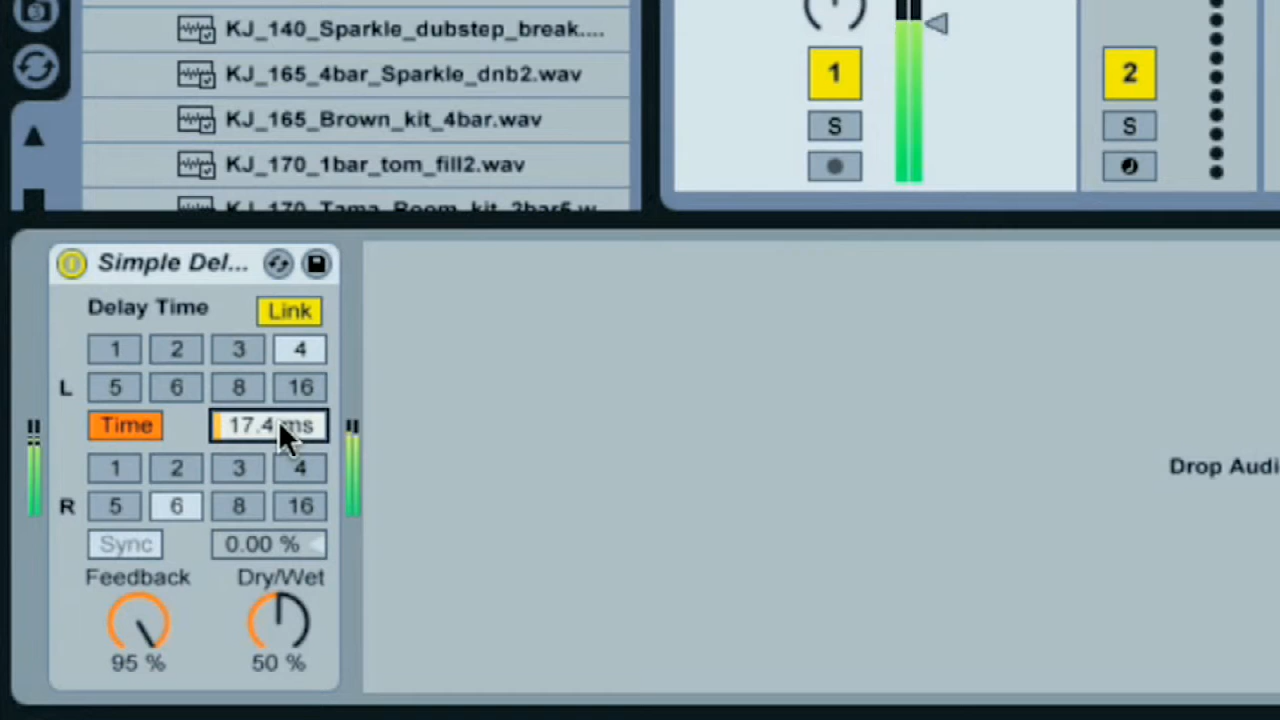 KJ_140_Sparkle_dubstep_break....
KJ_165_4bar_Sparkle_dnb2.wav
KJ_165_Brown_kit_4bar.wav
KJ_170_1bar_tom_fill2.wav
KJ_170_Tama_Room_kit_2bar5.w
1
S
2
S
Simple Del...
Delay Time Link
1 2 3 4
L 5 6 8 16
Time 17.4 ms
1 2 3 4
R 5 6 8 16
Sync 0.00 %
Feedback Dry/Wet
95 % 50 %
Drop Audi